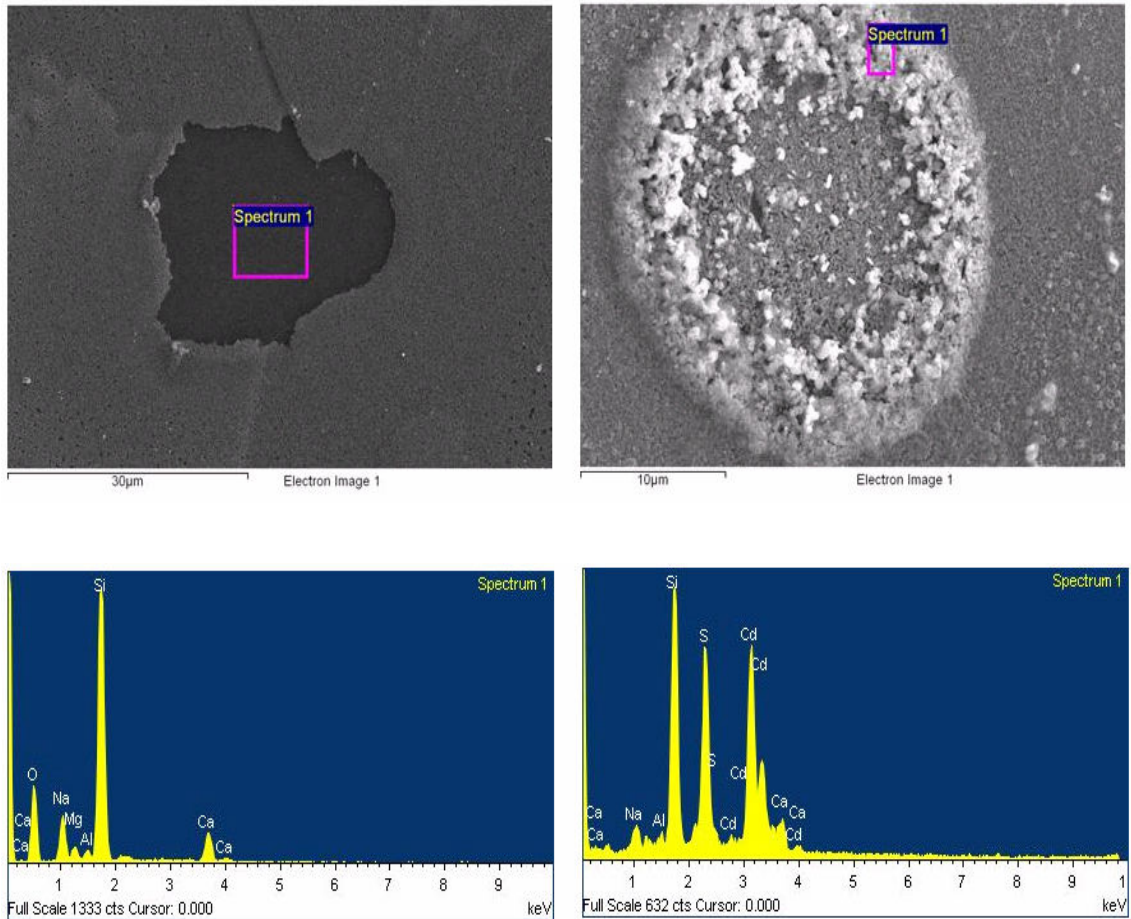 Spectrum 1
30µm
Electron Image 1
Spectrum 1
10µm
Electron Image 1
Spectrum 1
Si
O
Na
Ca
Mg
Ca
Al
Ca
Ca
1 2 3 4 5 6 7 8 9
Full Scale 1333 cts Cursor: 0.000
keV
Spectrum 1
Si
S
Cd
Cd
S
Cd
Ca
Ca
Ca
Na
Al
Cd
Cd
Ca
1 2 3 4 5 6 7 8 9 1
Full Scale 632 cts Cursor: 0.000
keV